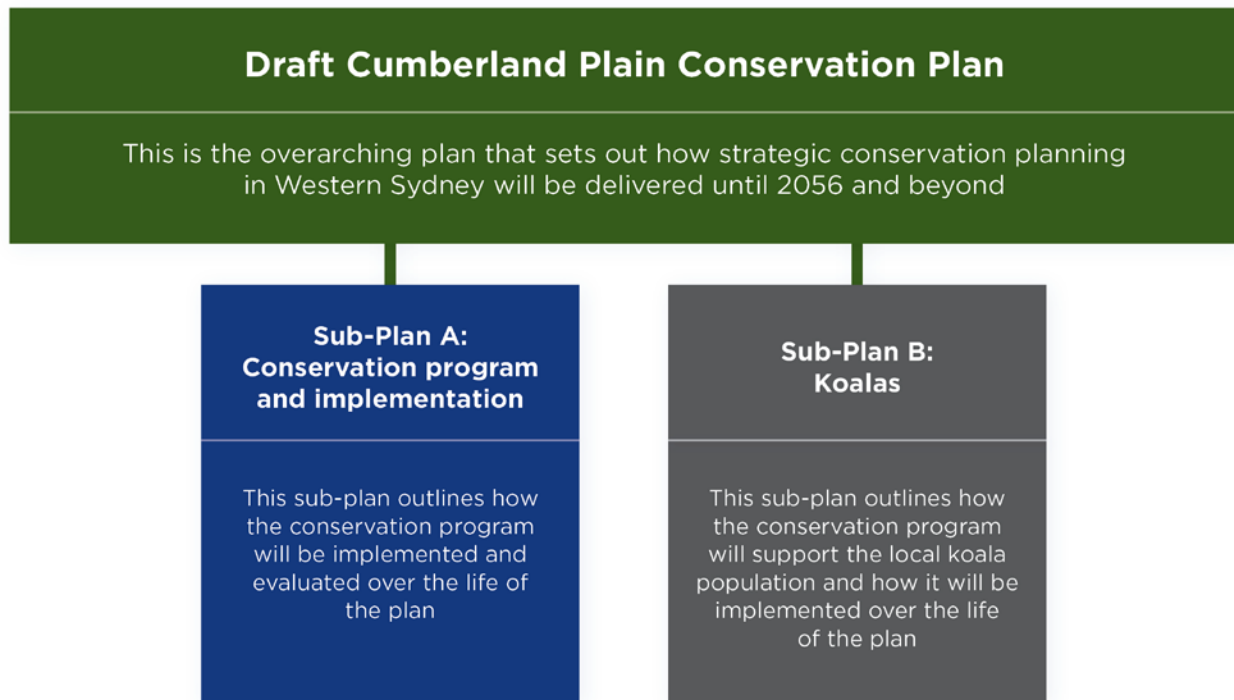 Draft Cumberland Plain Conservation Plan
This is the overarching plan that sets out how strategic conservation planning
in Western Sydney will be delivered until 2056 and beyond
Sub-Plan A:
Conservation program
and implementation
This sub-plan outlines how
the conservation program
will be implemented and
evaluated over the life of
the plan
Sub-Plan B:
Koalas
This sub-plan outlines how
the conservation program
will support the local koala
population and how it will be
implemented over the life
of the plan